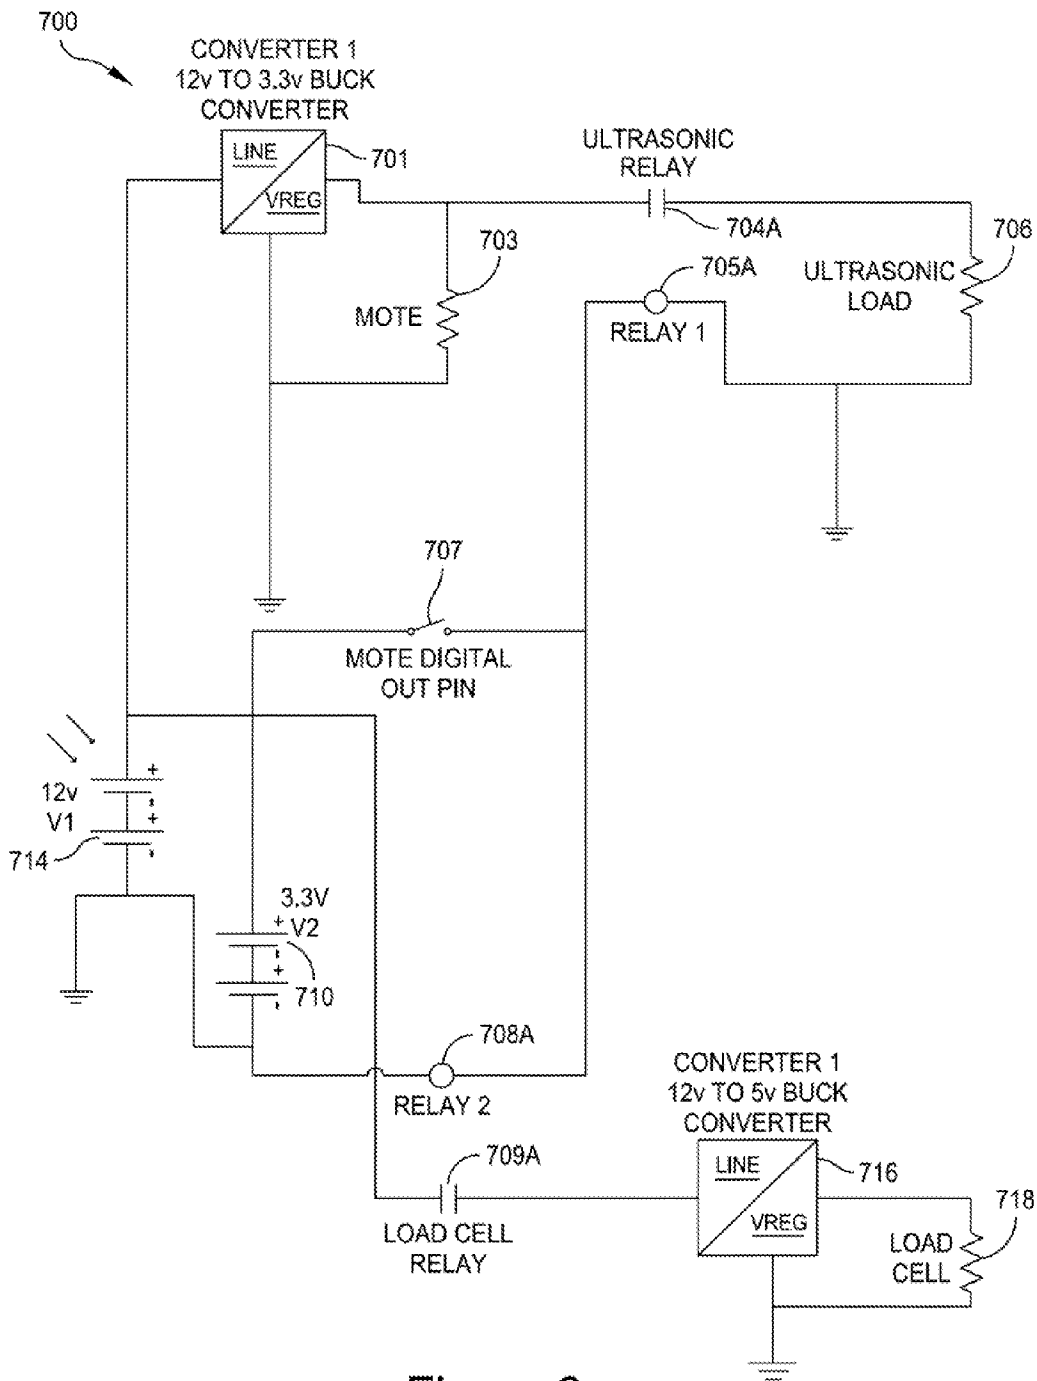 700
CONVERTER 1
12v TO 3.3v BUCK
CONVERTER
LINE
VREG
701
ULTRASONIC
RELAY
704A
703
MOTE
705A
RELAY 1
706
ULTRASONIC
LOAD
707
MOTE DIGITAL
OUT PIN
+
12v
-
V1
+
714
-
3.3V
+
V2
-
+
710
-
708A
RELAY 2
CONVERTER 1
12v TO 5v BUCK
CONVERTER
LINE
VREG
716
709A
LOAD CELL
RELAY
718
LOAD
CELL